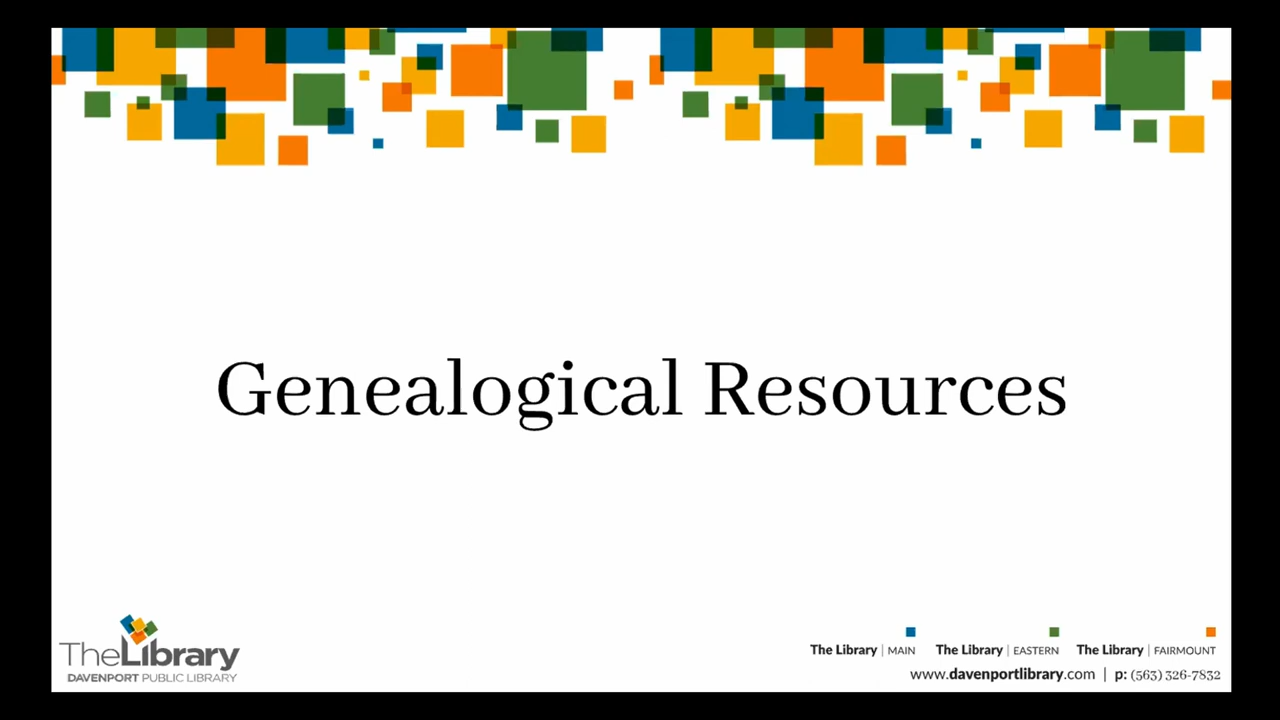 Genealogical Resources
TheLibrary
DAVENPORT PUBLIC LIBRARY
The Library | MAIN The Library | EASTERN The Library | FAIRMOUNT
www.davenportlibrary.com | p: (563) 326-7832